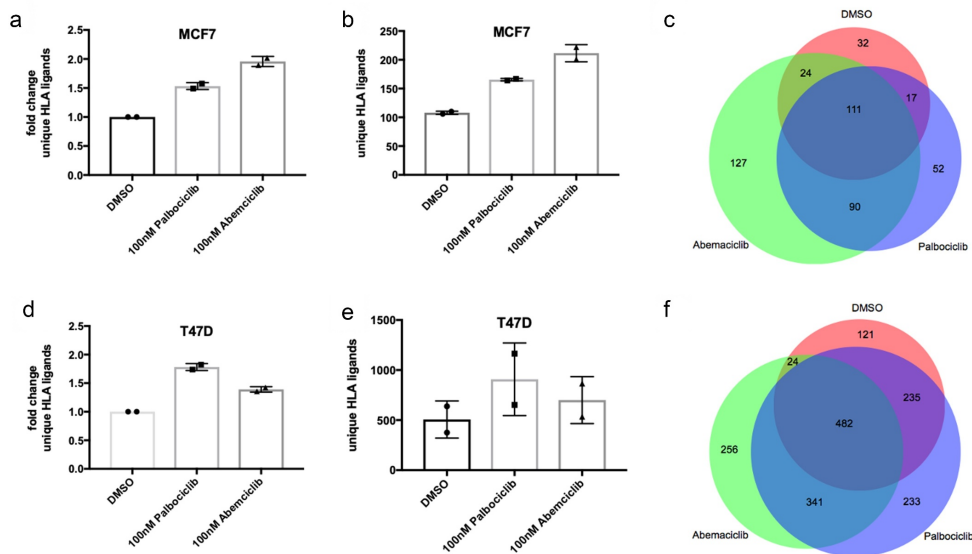 a
MCF7
fold change
unique HLA ligands
2.5
2.0
1.5
1.0
0.5
0.0
DMSO
100nM Palbociclib
100nM Abemciclib
b
MCF7
unique HLA ligands
250
200
150
100
50
0
DMSO
100nM Palbociclib
100nM Abemciclib
c
DMSO
32
24
17
111
127
52
90
Abemaciclib
Palbociclib
d
T47D
fold change
unique HLA ligands
2.5
2.0
1.5
1.0
0.5
0.0
DMSO
100nM Palbociclib
100nM Abemciclib
e
T47D
unique HLA ligands
1500
1000
500
0
DMSO
100nM Palbociclib
100nM Abemciclib
f
DMSO
121
24
235
482
256
341
233
Abemaciclib
Palbociclib